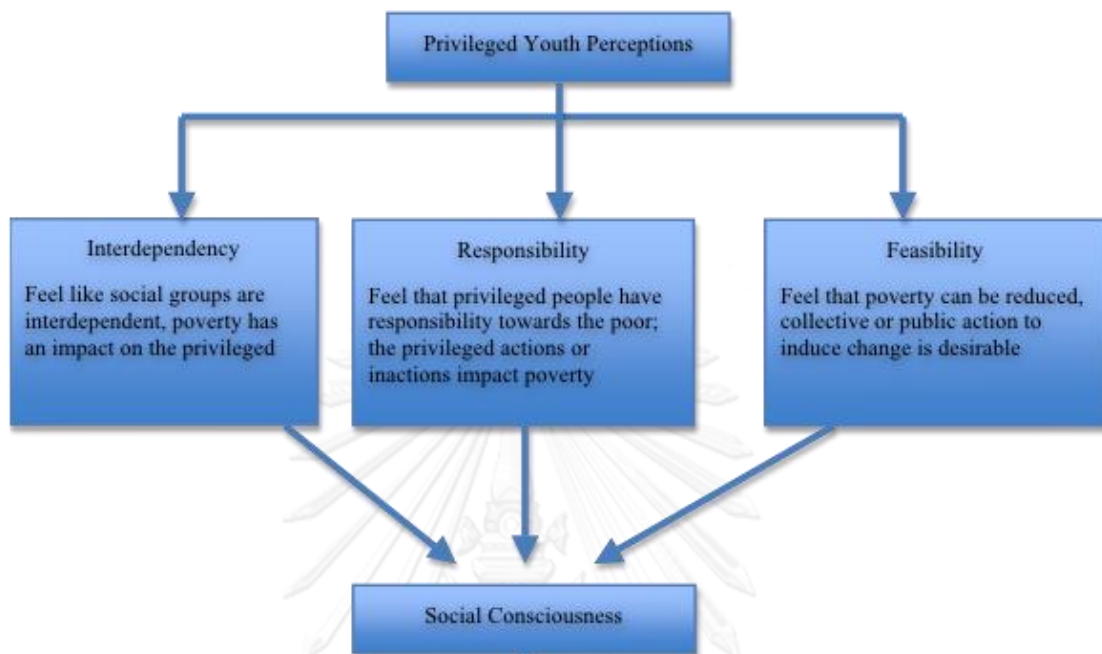 Privileged Youth Perceptions
Interdependency
Feel like social groups are
interdependent, poverty has
an impact on the privileged
Responsibility
Feel that privileged people have
responsibility towards the poor;
the privileged actions or
inactions impact poverty
Feasibility
Feel that poverty can be reduced,
collective or public action to
induce change is desirable
Social Consciousness